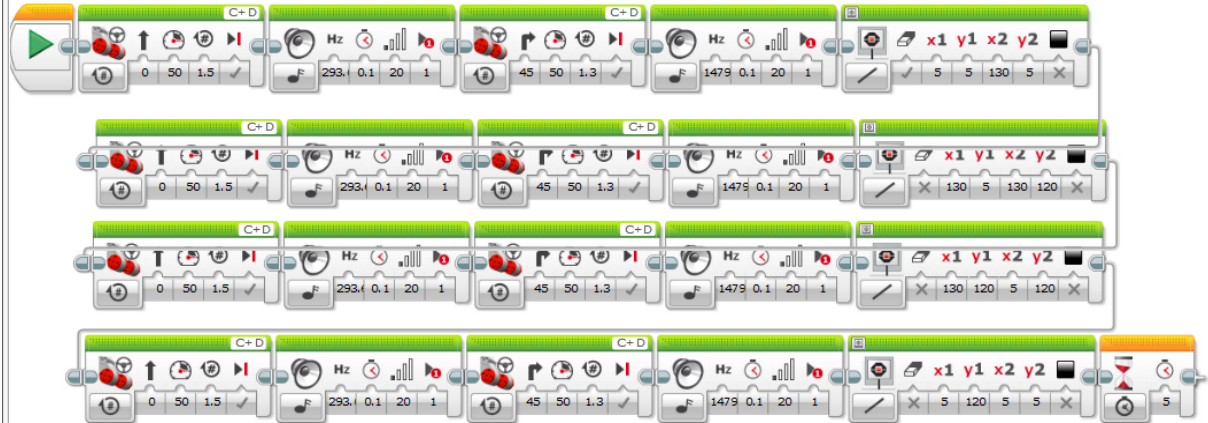 C+D C+D
Hz # Hz # Hz x1 y1 x2 y2
# 0 50 1.5 293. 0.1 20 1 45 50 1.3 1479 0.1 20 1 5 5 130 5
C+D C+D
# Hz # Hz x1 y1 x2 y2
# 0 50 1.5 293. 0.1 20 1 # 45 50 1.3 1479 0.1 20 1 130 5 130 120
C+D C+D
# Hz # Hz x1 y1 x2 y2
# 0 50 1.5 293. 0.1 20 1 # 45 50 1.3 1479 0.1 20 1 130 120 5 120
C+D C+D
# Hz # Hz x1 y1 x2 y2
# 0 50 1.5 293. 0.1 20 1 # 45 50 1.3 1479 0.1 20 1 5 120 5 5 5